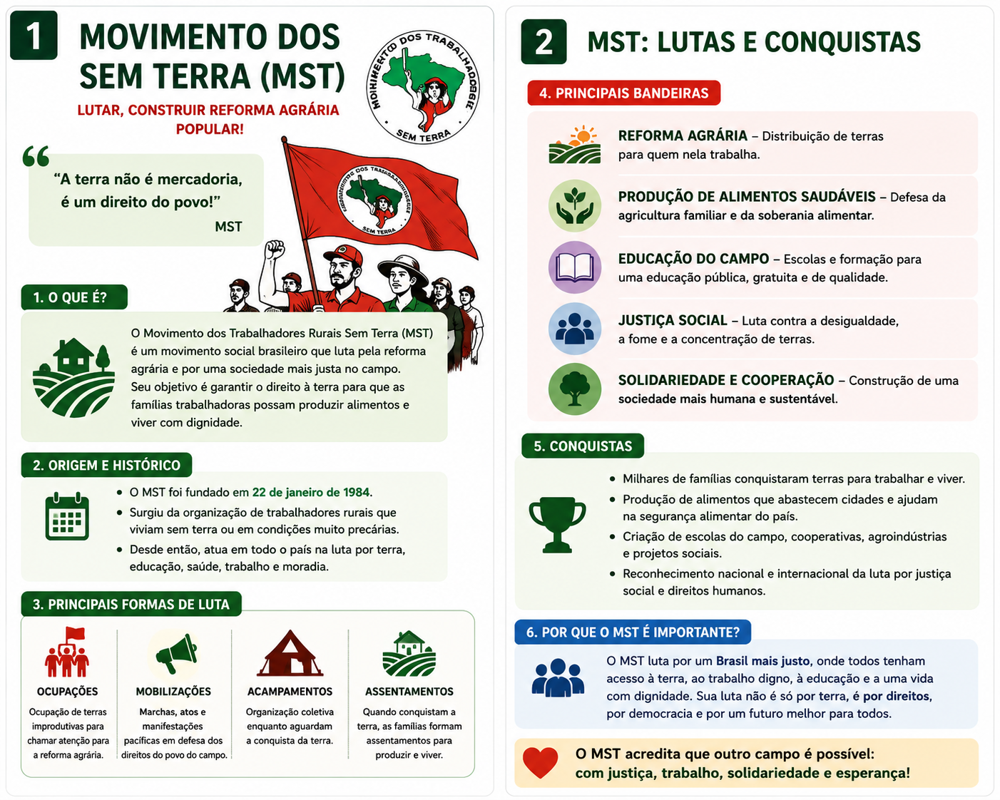 1
MOVIMENTO DOS
SEM TERRA (MST)
LUTAR, CONSTRUIR REFORMA AGRÁRIA
POPULAR!
SEM TERRA
“A terra não é mercadoria,
é um direito do povo!”
MST
SEM TERRA
1. O QUE É?
O Movimento dos Trabalhadores Rurais Sem Terra (MST)
é um movimento social brasileiro que luta pela reforma
agrária e por uma sociedade mais justa no campo.
Seu objetivo é garantir o direito à terra para que as
famílias trabalhadoras possam produzir alimentos e
viver com dignidade.
2. ORIGEM E HISTÓRICO
• O MST foi fundado em 22 de janeiro de 1984.
• Surgiu da organização de trabalhadores rurais que
viviam sem terra ou em condições muito precárias.
• Desde então, atua em todo o país na luta por terra,
educação, saúde, trabalho e moradia.
3. PRINCIPAIS FORMAS DE LUTA
OCUPAÇÕES
Ocupação de terras
improdutivas para
chamar atenção para
a reforma agrária.
MOBILIZAÇÕES
Marchas, atos e
manifestações
pacíficas em defesa dos
direitos do povo do campo.
ACAMPAMENTOS
Organização coletiva
enquanto aguardam
a conquista da terra.
ASSENTAMENTOS
Quando conquistam a
terra, as famílias formam
assentamentos para
produzir e viver.
2
MST: LUTAS E CONQUISTAS
4. PRINCIPAIS BANDEIRAS
REFORMA AGRÁRIA – Distribuição de terras
para quem nela trabalha.
PRODUÇÃO DE ALIMENTOS SAUDÁVEIS – Defesa da
agricultura familiar e da soberania alimentar.
EDUCAÇÃO DO CAMPO – Escolas e formação para
uma educação pública, gratuita e de qualidade.
JUSTIÇA SOCIAL – Luta contra a desigualdade,
a fome e a concentração de terras.
SOLIDARIEDADE E COOPERAÇÃO – Construção de uma
sociedade mais humana e sustentável.
5. CONQUISTAS
• Milhares de famílias conquistaram terras para trabalhar e viver.
• Produção de alimentos que abastecem cidades e ajudam
na segurança alimentar do país.
• Criação de escolas do campo, cooperativas, agroindústrias
e projetos sociais.
• Reconhecimento nacional e internacional da luta por justiça
social e direitos humanos.
6. POR QUE O MST É IMPORTANTE?
O MST luta por um Brasil mais justo, onde todos tenham
acesso à terra, ao trabalho digno, à educação e a uma vida
com dignidade. Sua luta não é só por terra, é por direitos,
por democracia e por um futuro melhor para todos.
O MST acredita que outro campo é possível:
com justiça, trabalho, solidariedade e esperança!